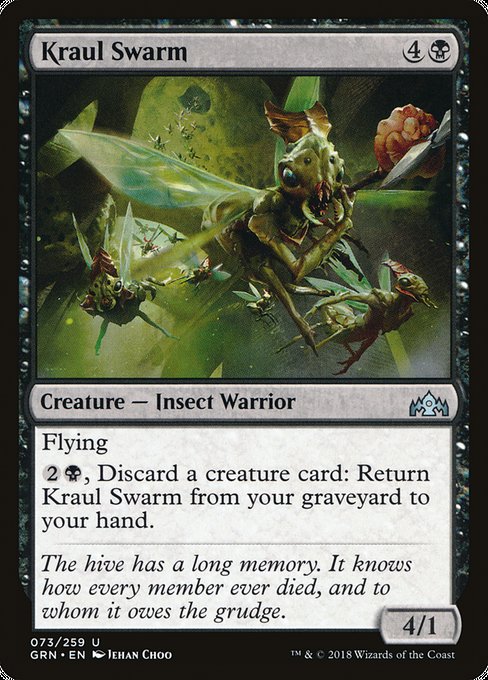 Kraul Swarm 4
Creature — Insect Warrior
Flying
2, Discard a creature card: Return
Kraul Swarm from your graveyard to
your hand.
The hive has a long memory. It knows
how every member ever died, and to
whom it owes the grudge.
4/1
073/259 U
GRN • EN Jehan Choo
™ & © 2018 Wizards of the Coast